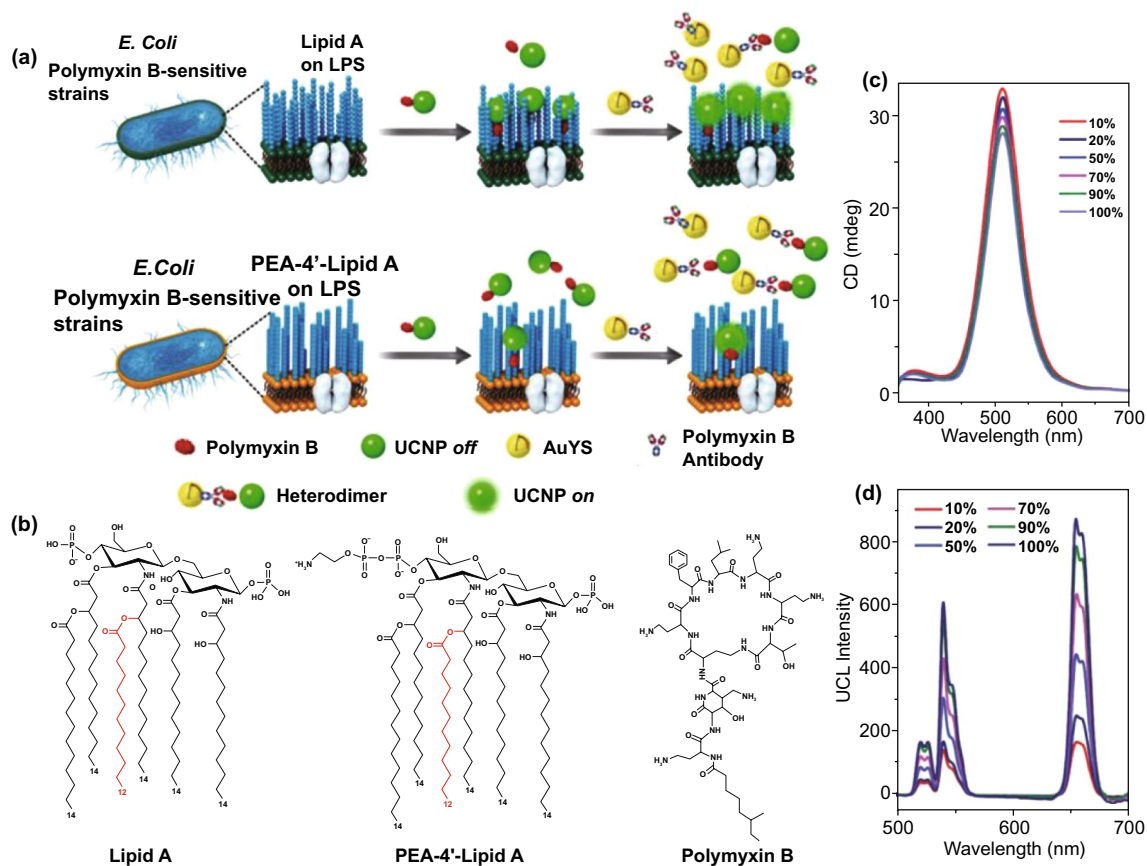 (a)
E. Coli
Polymyxin B-sensitive
strains
Lipid A
on LPS
E.Coli
Polymyxin B-sensitive
strains
PEA-4'-Lipid A
on LPS
Polymyxin B
UCNP off
AuYS
Polymyxin B
Antibody
Heterodimer
UCNP on
(b)
14
14
12
14
14
14
Lipid A
14
14
12
14
14
14
PEA-4'-Lipid A
Polymyxin B
(c)
CD (mdeg)
30
20
10
0
10%
20%
50%
70%
90%
100%
400
500
600
700
Wavelength (nm)
(d)
UCL Intensity
800
600
400
200
0
10%
20%
50%
70%
90%
100%
500
600
700
Wavelength (nm)